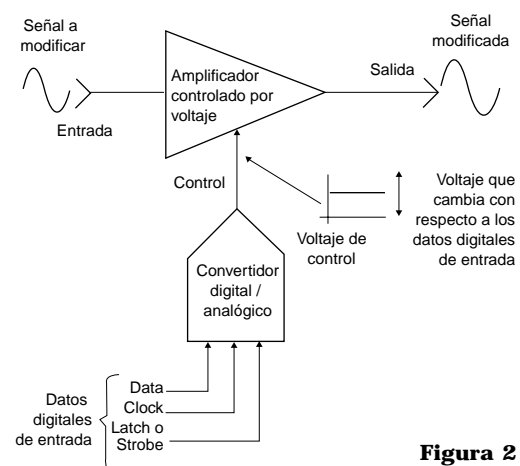 Señal a
modificar
Entrada
Amplificador
controlado por
voltaje
Salida
Señal
modificada
Control
Voltaje de
control
Voltaje que
cambia con
respecto a los
datos digitales
de entrada
Convertidor
digital /
analógico
Datos
digitales
de entrada
Data
Clock
Latch o
Strobe
Figura 2